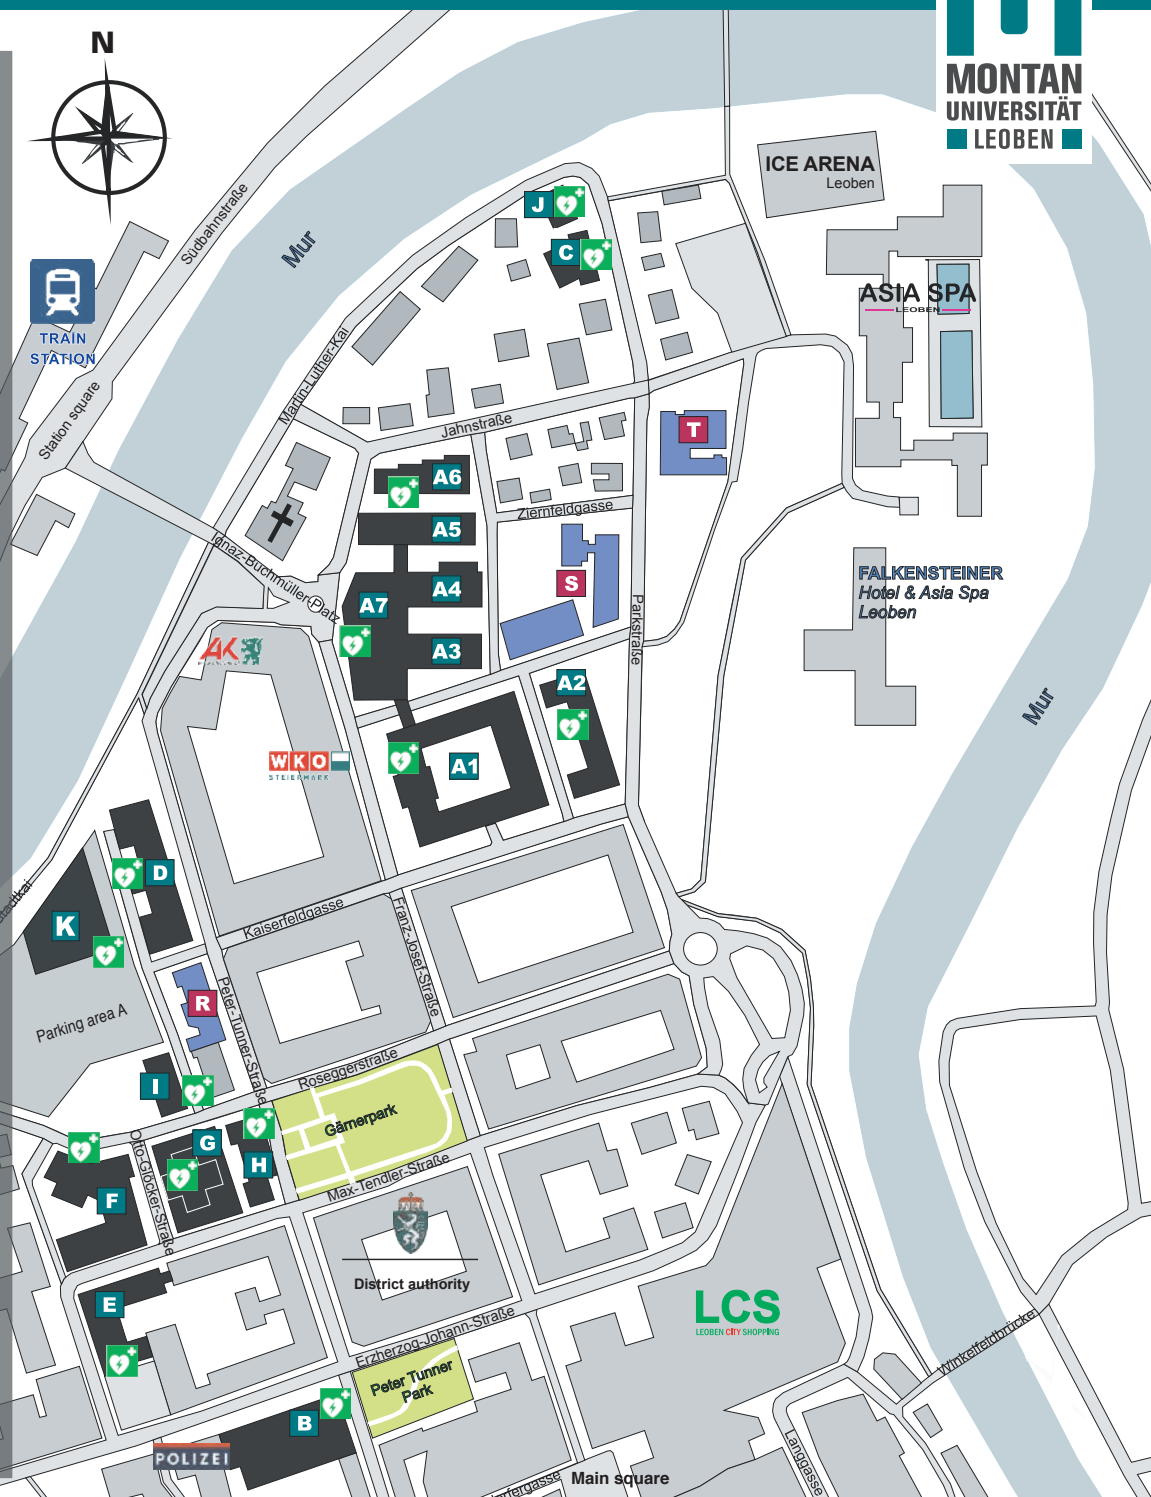 N
MONTAN
UNIVERSITÄT
LEOBEN
ICE ARENA
Leoben
Südbahnstraße
Mur
J
C
TRAIN
STATION
ASIA SPA
LEOBEN
Martin-Luther-Kai
Station square
Jahnstraße
T
A6
A5
Ziernfeldgasse
Ignaz-Buchmüller-Platz
A4
A7
S
FALKENSTEINER
Hotel & Asia Spa
Leoben
Parkstraße
AK
A3
A2
Mur
WKO
STEIERMARK
A1
D
K
Kaiserfeldgasse
Franz-Josef-Straße
R
Peter-Tunner-Straße
Parking area A
I
Roseggerstraße
Gärnerpark
G
H
Otto-Glöcker-Straße
Max-Tendler-Straße
F
District authority
E
LCS
LEOBEN CITY SHOPPING
Erzherzog-Johann-Straße
Winkelfeldbrücke
Peter Tunner
Park
B
POLIZEI
Langgasse
Main square